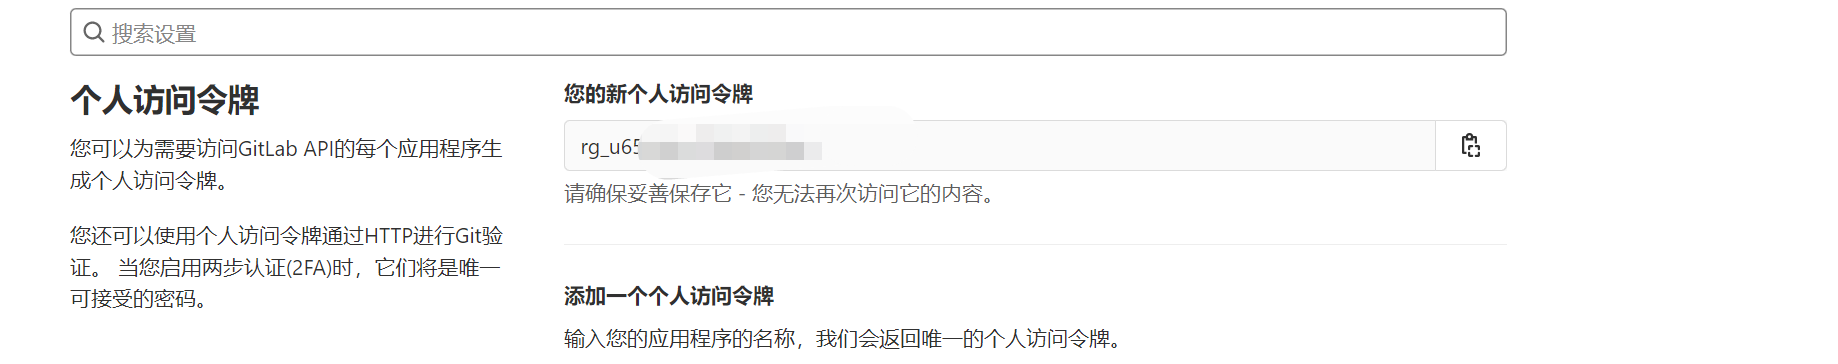 搜索设置
个人访问令牌
您可以为需要访问GitLab API的每个应用程序生
成个人访问令牌。
您还可以使用个人访问令牌通过HTTP进行Git验
证。 当您启用两步认证(2FA)时，它们将是唯一
可接受的密码。
您的新个人访问令牌
rg_u65
请确保妥善保存它 - 您无法再次访问它的内容。
添加一个个人访问令牌
输入您的应用程序的名称，我们会返回唯一的个人访问令牌。